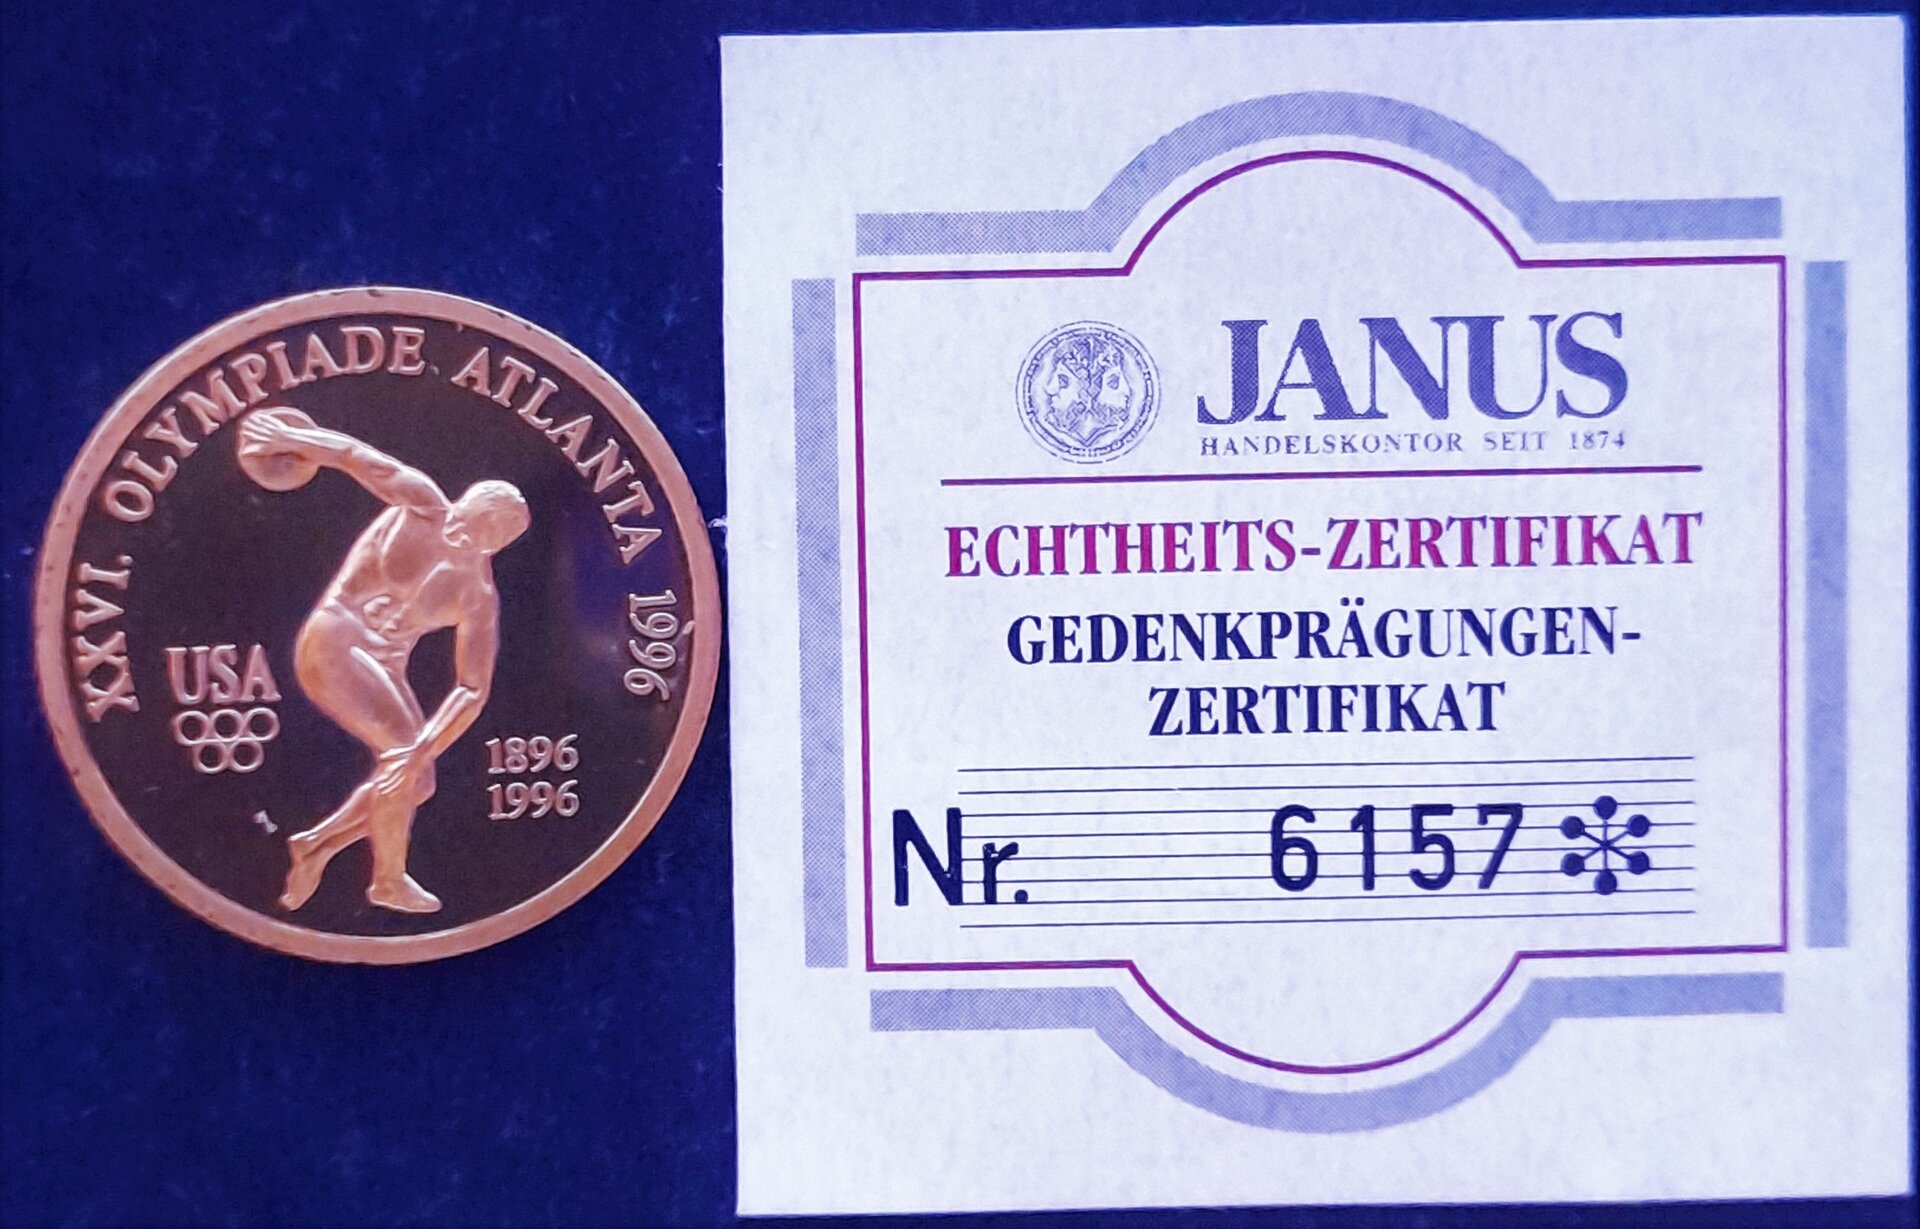 XXVI. OLYMPIADE ATLANTA 1996
USA
1896
1996
JANUS
HANDELSKONTOR SEIT 1874
ECHTHEITS-ZERTIFIKAT
GEDENKPRÄGUNGEN-
ZERTIFIKAT
Nr. 6157